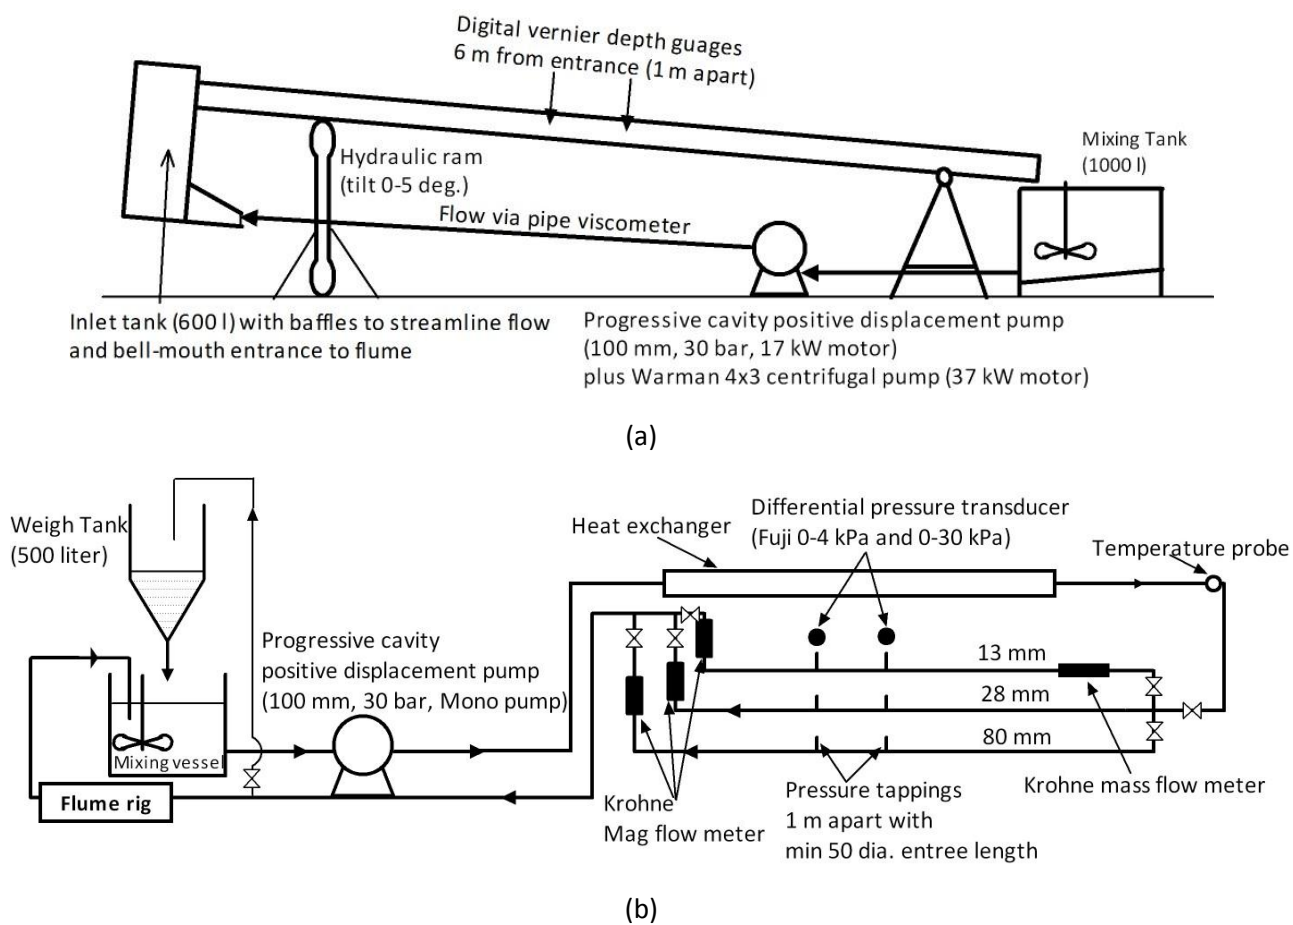 Digital vernier depth guages
6 m from entrance (1 m apart)
Mixing Tank
(1000 l)
Hydraulic ram
(tilt 0-5 deg.)
Flow via pipe viscometer
Inlet tank (600 l) with baffles to streamline flow
and bell-mouth entrance to flume
Progressive cavity positive displacement pump
(100 mm, 30 bar, 17 kW motor)
plus Warman 4x3 centrifugal pump (37 kW motor)
(a)
Weigh Tank
(500 liter)
Heat exchanger
Differential pressure transducer
(Fuji 0-4 kPa and 0-30 kPa)
Temperature probe
Progressive cavity
positive displacement pump
(100 mm, 30 bar, Mono pump)
13 mm
28 mm
80 mm
Mixing vessel
Flume rig
Krohne
Mag flow meter
Pressure tappings
1 m apart with
min 50 dia. entree length
Krohne mass flow meter
(b)